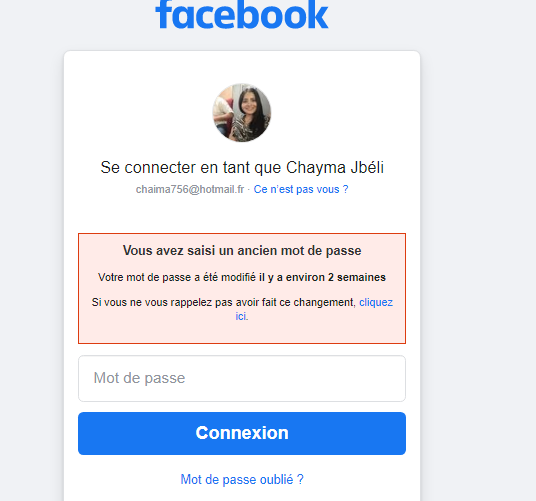 facebook
Se connecter en tant que Chayma Jbéli
chaima756@hotmail.fr · Ce n'est pas vous ?
Vous avez saisi un ancien mot de passe
Votre mot de passe a été modifié il y a environ 2 semaines
Si vous ne vous rappelez pas avoir fait ce changement, cliquez
ici.
Mot de passe
Connexion
Mot de passe oublié ?